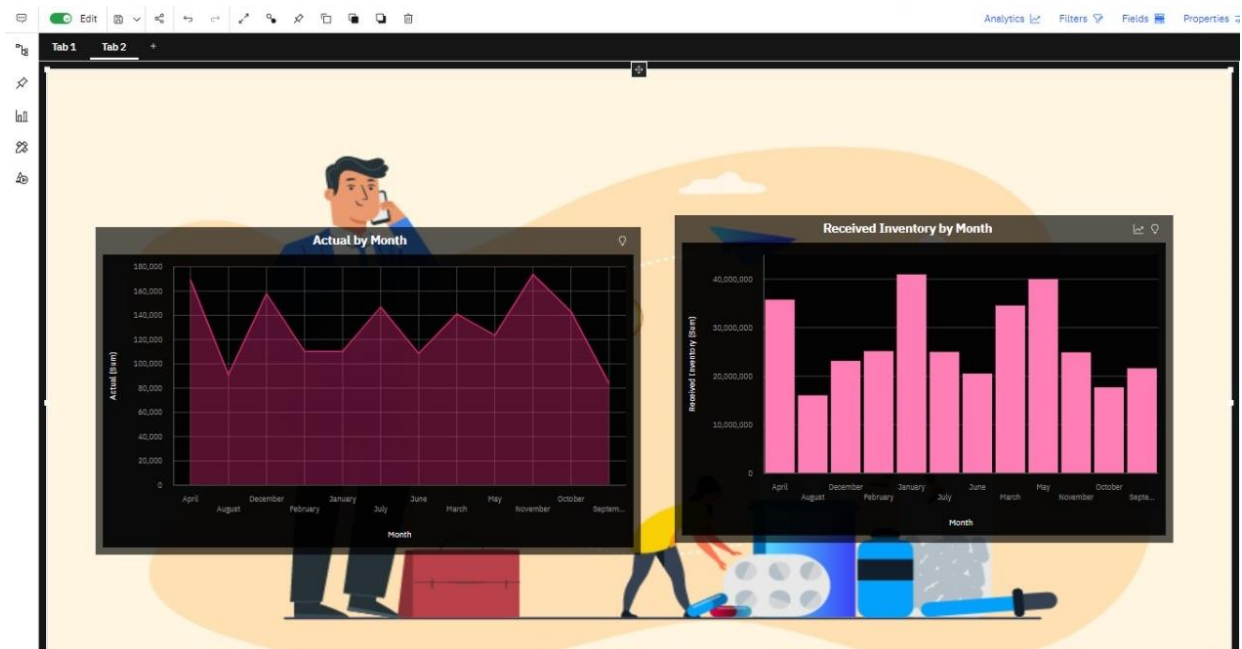 Edit
Analytics Filters Fields Properties
Tab 1 Tab 2 +
Actual by Month
180,000
160,000
140,000
120,000
100,000
80,000
60,000
40,000
20,000
0
Actual (Sum)
April December January June May October
August February July March November Septem...
Month
Received Inventory by Month
40,000,000
30,000,000
20,000,000
10,000,000
0
Received Inventory (Sum)
April December January June May October
August February July March November Septe...
Month